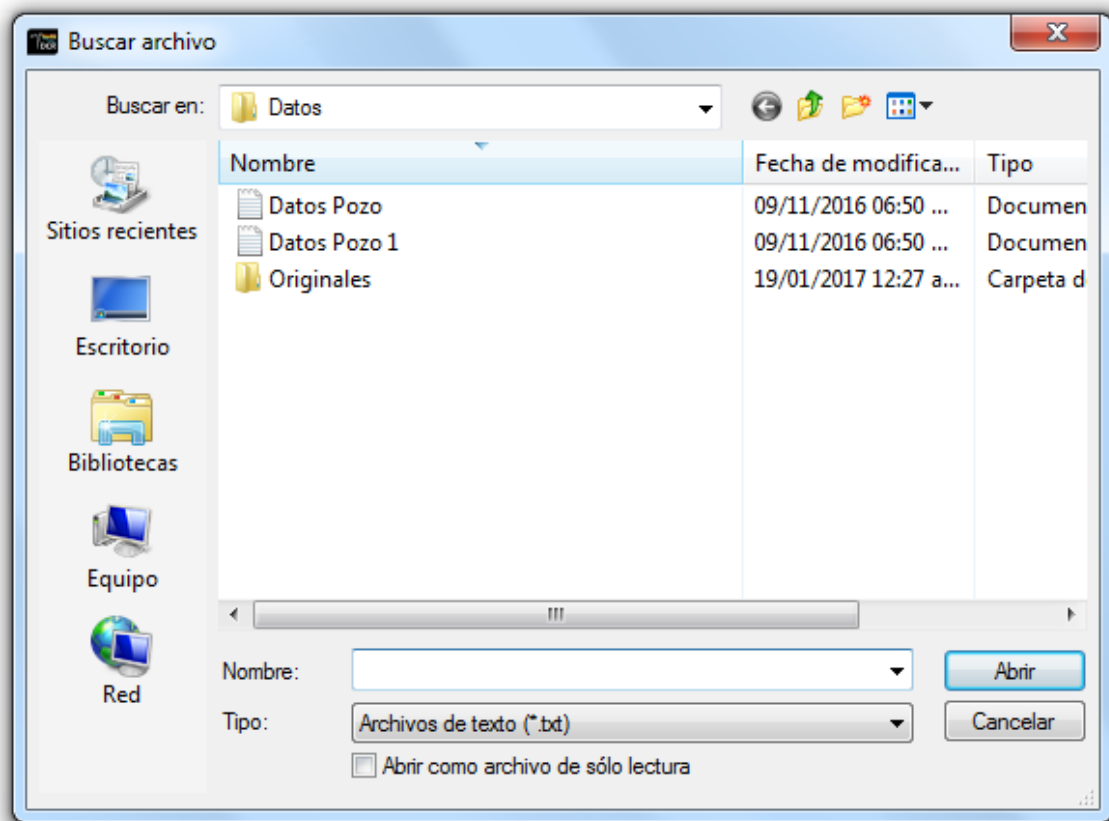 Buscar archivo
Buscar en: Datos
Nombre Fecha de modifica... Tipo
Datos Pozo 09/11/2016 06:50 ... Documen
Datos Pozo 1 09/11/2016 06:50 ... Documen
Originales 19/01/2017 12:27 a... Carpeta d
Sitios recientes
Escritorio
Bibliotecas
Equipo
Red
Nombre: Abrir
Tipo: Archivos de texto (*.txt) Cancelar
Abrir como archivo de sólo lectura